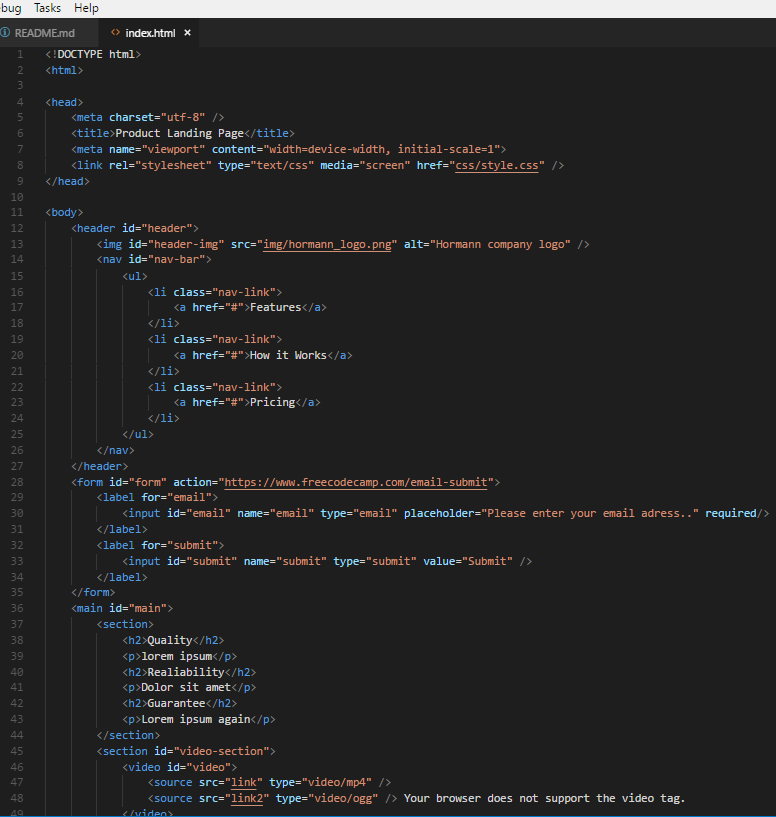 bug Tasks Help
README.md index.html ×
1 <!DOCTYPE html>
2 <html>
3
4 <head>
5 <meta charset="utf-8" />
6 <title>Product Landing Page</title>
7 <meta name="viewport" content="width=device-width, initial-scale=1">
8 <link rel="stylesheet" type="text/css" media="screen" href="css/style.css" />
9 </head>
10
11 <body>
12 <header id="header">
13 <img id="header-img" src="img/hormann_logo.png" alt="Hormann company logo" />
14 <nav id="nav-bar">
15 <ul>
16 <li class="nav-link">
17 <a href="#">Features</a>
18 </li>
19 <li class="nav-link">
20 <a href="#">How it Works</a>
21 </li>
22 <li class="nav-link">
23 <a href="#">Pricing</a>
24 </li>
25 </ul>
26 </nav>
27 </header>
28 <form id="form" action="https://www.freecodecamp.com/email-submit">
29 <label for="email">
30 <input id="email" name="email" type="email" placeholder="Please enter your email adress.." required/>
31 </label>
32 <label for="submit">
33 <input id="submit" name="submit" type="submit" value="Submit" />
34 </label>
35 </form>
36 <main id="main">
37 <section>
38 <h2>Quality</h2>
39 <p>lorem ipsum</p>
40 <h2>Realiability</h2>
41 <p>Dolor sit amet</p>
42 <h2>Guarantee</h2>
43 <p>Lorem ipsum again</p>
44 </section>
45 <section id="video-section">
46 <video id="video">
47 <source src="link" type="video/mp4" />
48 <source src="link2" type="video/ogg" /> Your browser does not support the video tag.
49 </video>